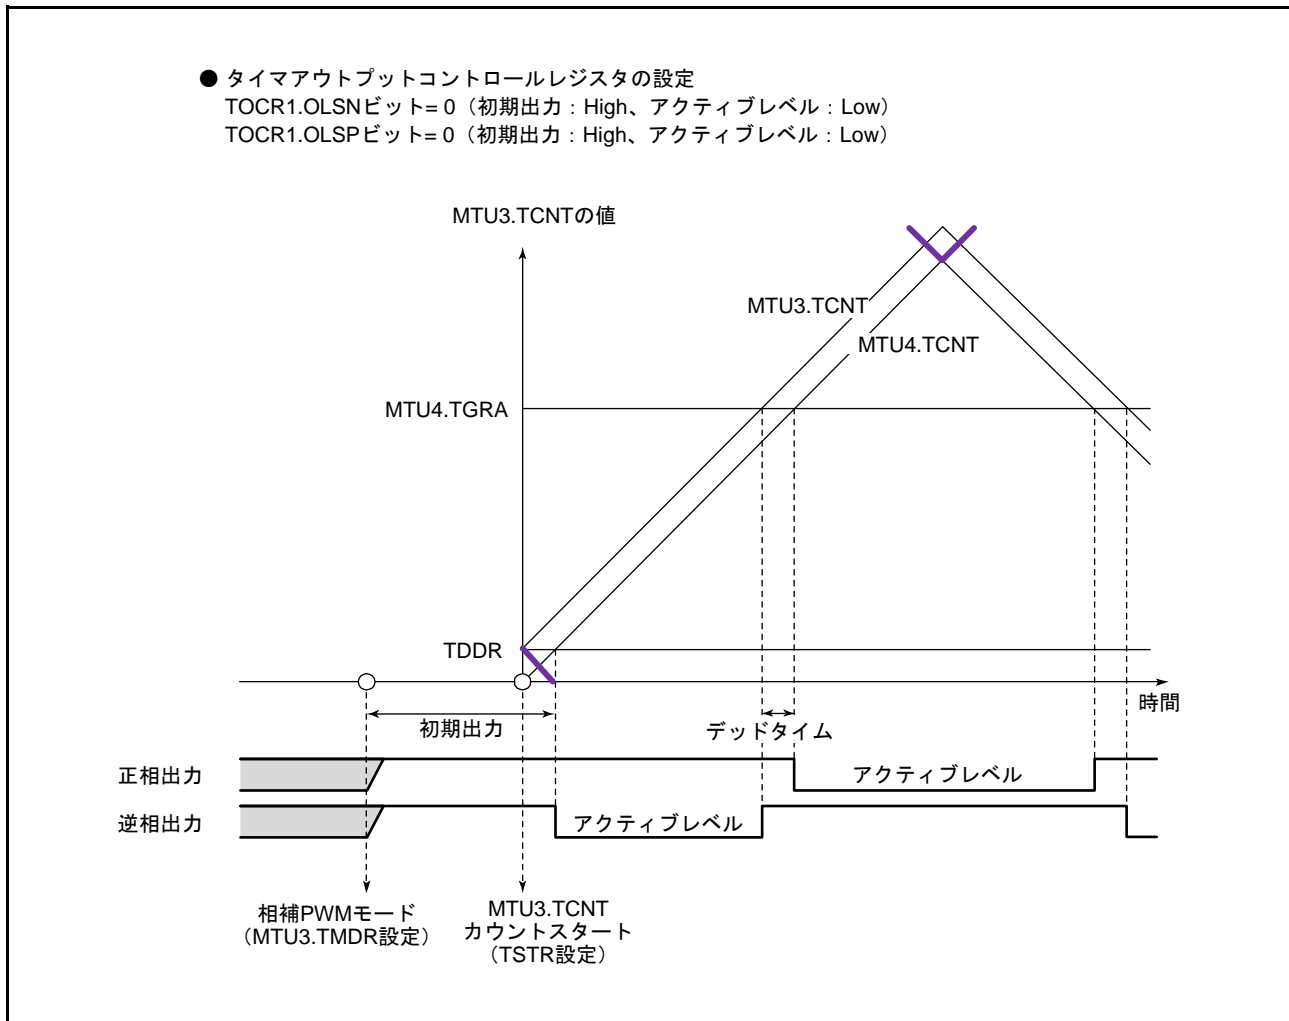 ● タイマアウトプットコントロールレジスタの設定
TOCR1.OLSNビット= 0（初期出力：High、アクティブレベル：Low）
TOCR1.OLSPビット= 0（初期出力：High、アクティブレベル：Low）
MTU3.TCNTの値
MTU3.TCNT
MTU4.TCNT
MTU4.TGRA
TDDR
時間
初期出力
デッドタイム
正相出力
アクティブレベル
逆相出力
アクティブレベル
相補PWMモード
（MTU3.TMDR設定）
MTU3.TCNT
カウントスタート
（TSTR設定）